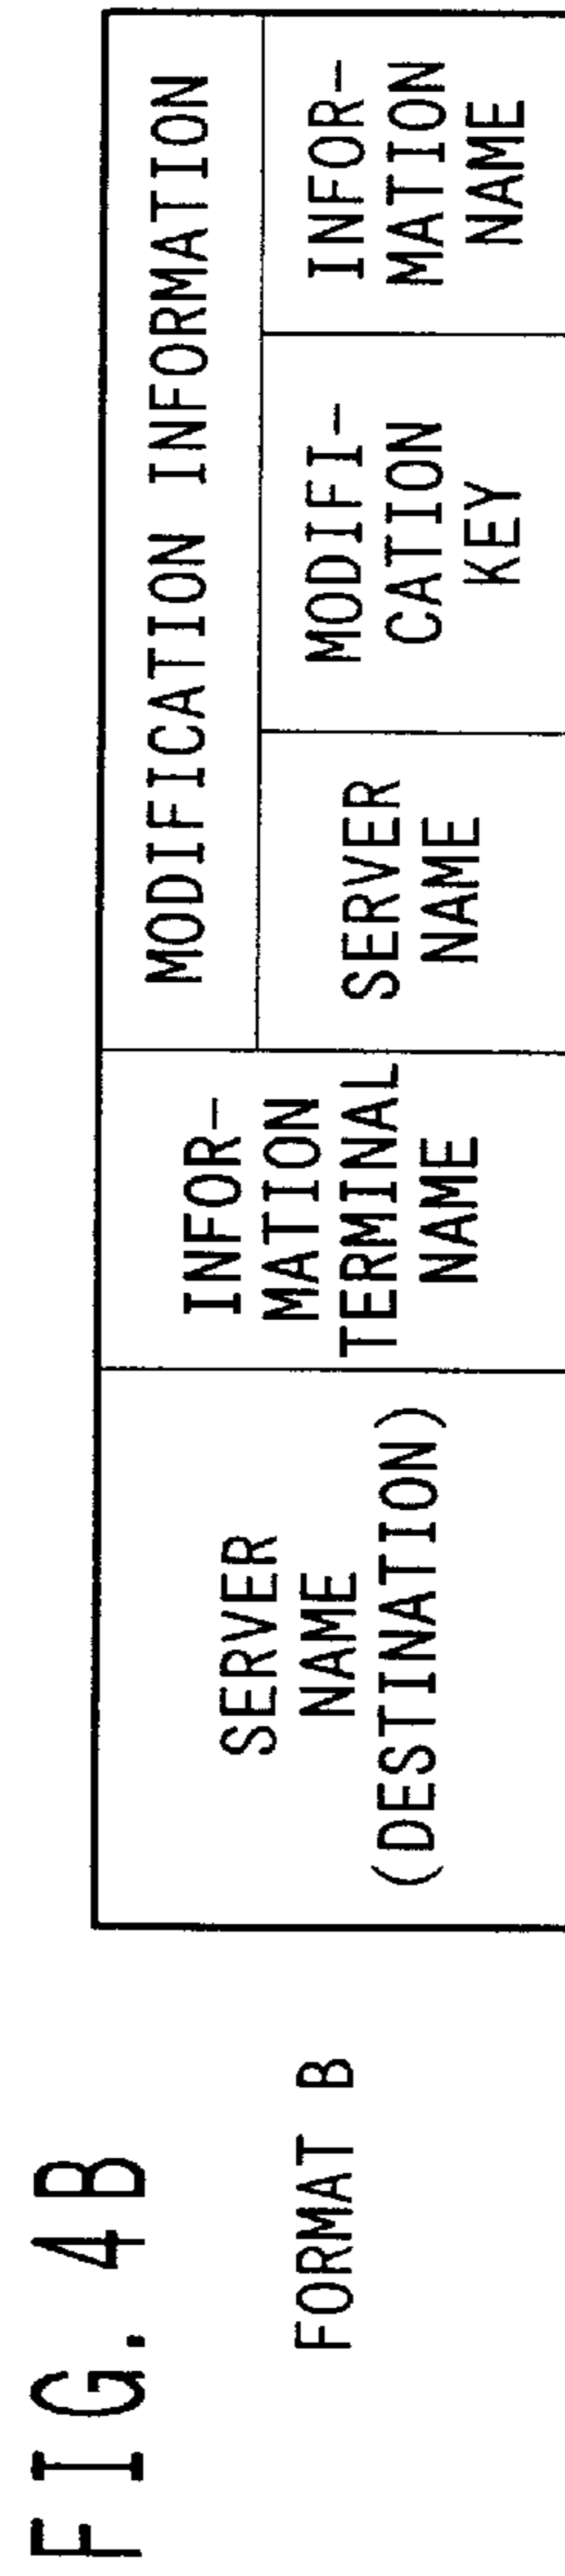 FIG. 4B
FORMAT B
SERVER
NAME
(DESTINATION)
INFOR-
MATION
TERMINAL
NAME
MODIFICATION INFORMATION
SERVER
NAME
MODIFI-
CATION
KEY
INFOR-
MATION
NAME